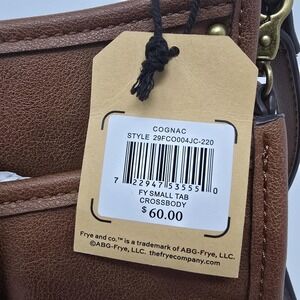 COGNAC
STYLE 29FCO004JC-220
7 22947 53555 0
FY SMALL TAB
CROSSBODY
$ 60.00
Frye and co.™ is a trademark of ABG-Frye, LLC.
©ABG-Frye, LLC. thefryecompany.com